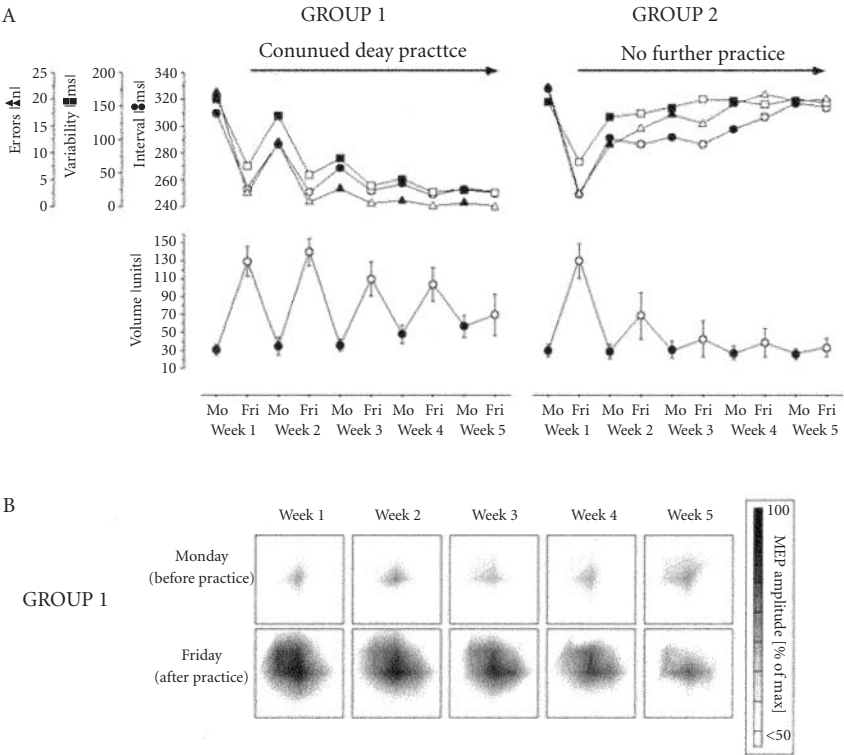 A
GROUP 1
GROUP 2
Conunued deay practtce
No further practice
Errors |n|
Variability |ms|
Interval |ms|
25
20
15
10
5
0
200
150
100
50
0
340
320
300
280
260
240
Volume |units|
150
130
110
90
70
50
30
10
Mo Fri Mo Fri Mo Fri Mo Fri Mo Fri
Week 1 Week 2 Week 3 Week 4 Week 5
Mo Fri Mo Fri Mo Fri Mo Fri Mo Fri
Week 1 Week 2 Week 3 Week 4 Week 5
B
GROUP 1
Week 1 Week 2 Week 3 Week 4 Week 5
Monday
(before practice)
Friday
(after practice)
100
MEP amplitude [% of max]
<50